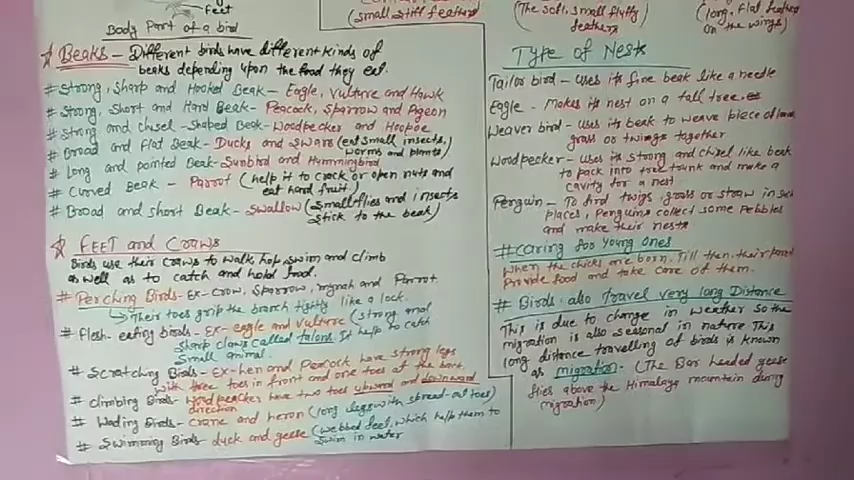 feet
Body Part of a bird
(small stiff feather)
(The soft, small fluffy
feathers
(long, flat feather
on the wings)
☆ Beaks - Different birds have different kinds of
beaks depending upon the food they eat.
# Strong, Sharp and Hooked Beak - Eagle, Vulture and Hawk
# Strong, Short and Hard Beak - Peacock, Sparrow and Pigeon
# Strong and chisel-shaped Beak - Woodpecker and Hoopoe
# Broad and Flat Beak - Ducks and Swans (eat small insects,
worms and plants)
# Long and pointed Beak - Sunbird and Hummingbird
# Curved Beak - Parrot (help it to crack or open nuts and
eat hard fruit)
# Broad and short Beak - Swallow (small flies and insects
stick to the beak)
☆ FEET and Craws
Birds use their craws to walk, hop, swim and climb
as well as to catch and hold food.
# Perching Birds - Ex - crow, Sparrow, mynah and Parrot.
Their toes grip the branch tightly like a lock.
# Flesh-eating birds - Ex - eagle and vulture (strong and
sharp claws called talons. It help to catch
small animal.
# Scratching Birds - Ex - hen and Peacock have strong legs
with three toes in front and one toes at the back
# Climbing Birds - Woodpeacker have two toes upward and downward
direction
# Wading Birds - crane and heron (long legs with spread-out toes)
# Swimming Birds - duck and geese (webbed feet, which help them to
swim in water
Type of Nests
Tailor bird - uses its fine beak like a needle
Eagle - Makes its nest on a tall tree.
Weaver bird - uses its beak to weave piece of
grass or twings together
Woodpecker - uses its strong and chisel like beak
to pack into tree trunk and make a
cavity for a nest
Penguin - To find twigs, grass or straw in such
places, Penguins collect some Pebbles
and make their nests
# Caring for young ones
When the chicks are born, Till then, their parent
Provide food and take care of them.
# Birds also Travel very long Distance
This is due to change in weather so the
migration is also seasonal in nature This
long distance travelling of birds is known
as migration. (The Bar headed geese
flies above the Himalaya mountain during
migration)